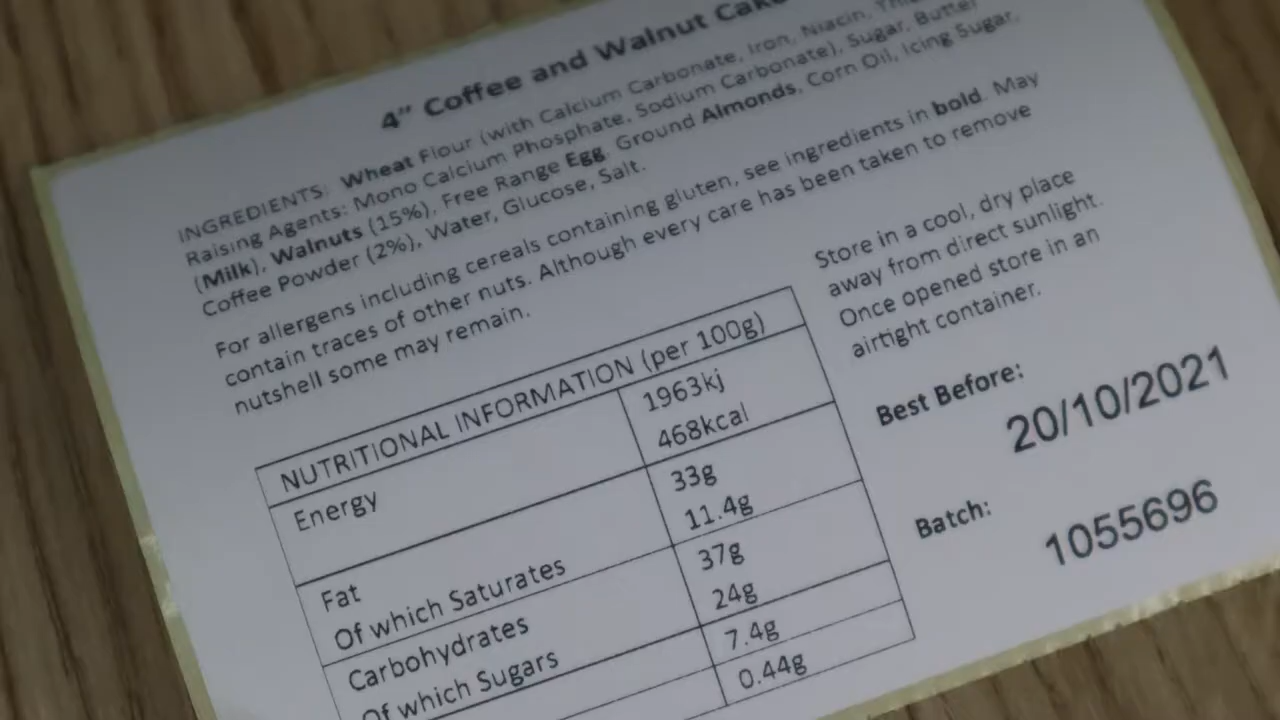 4" Coffee and Walnut Cake
INGREDIENTS: Wheat Flour (with Calcium Carbonate, Iron, Niacin,
Raising Agents: Mono Calcium Phosphate, Sodium Carbonate), Sugar, Butter
(Milk), Walnuts (15%), Free Range Egg, Ground Almonds, Corn Oil, Icing Sugar,
Coffee Powder (2%), Water, Glucose, Salt.
For allergens including cereals containing gluten, see ingredients in bold. May
contain traces of other nuts. Although every care has been taken to remove
nutshell some may remain.
Store in a cool, dry place
away from direct sunlight.
Once opened store in an
airtight container.
Best Before:
20/10/2021
Batch:
1055696
NUTRITIONAL INFORMATION (per 100g)
Energy 1963kj
468kcal
Fat 33g
Of which Saturates 11.4g
Carbohydrates 37g
Of which Sugars 24g
7.4g
0.44g